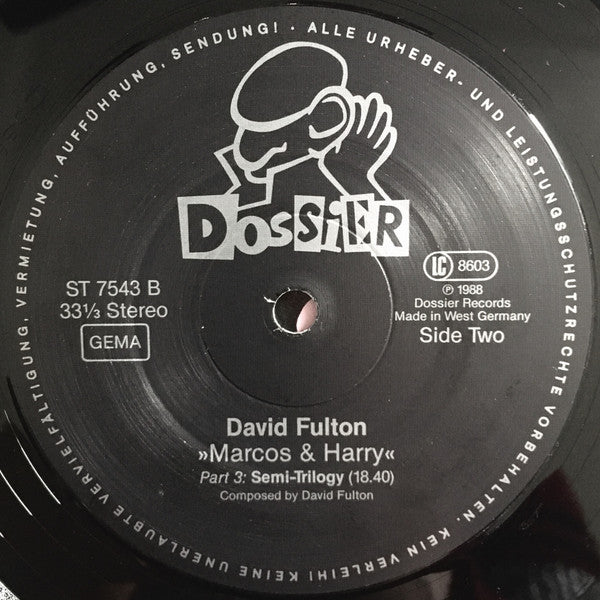 ALLE URHEBER- UND LEISTUNGSSCHUTZRECHTE VORBEHALTEN. KEIN VERLEIH! KEINE UNERLAUBTE VERVIELFÄLTIGUNG, VERMIETUNG, AUFFÜHRUNG, SENDUNG! ·
DOSSiER
ST 7543 B
33⅓ Stereo
GEMA
LC 8603
℗ 1988
Dossier Records
Made in West Germany
Side Two
David Fulton
»Marcos & Harry«
Part 3: Semi-Trilogy (18.40)
Composed by David Fulton